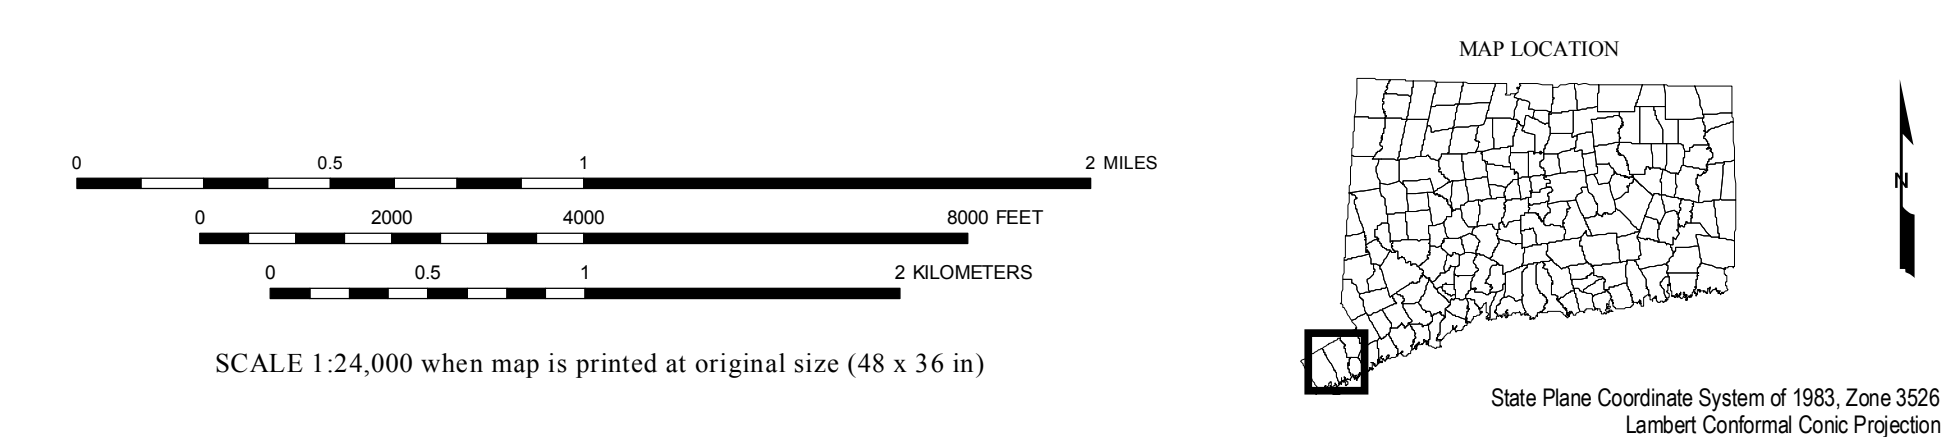 MAP LOCATION
0 0.5 1 2 MILES
0 2000 4000 8000 FEET
0 0.5 1 2 KILOMETERS
SCALE 1:24,000 when map is printed at original size (48 x 36 in)
N
State Plane Coordinate System of 1983, Zone 3526
Lambert Conformal Conic Projection